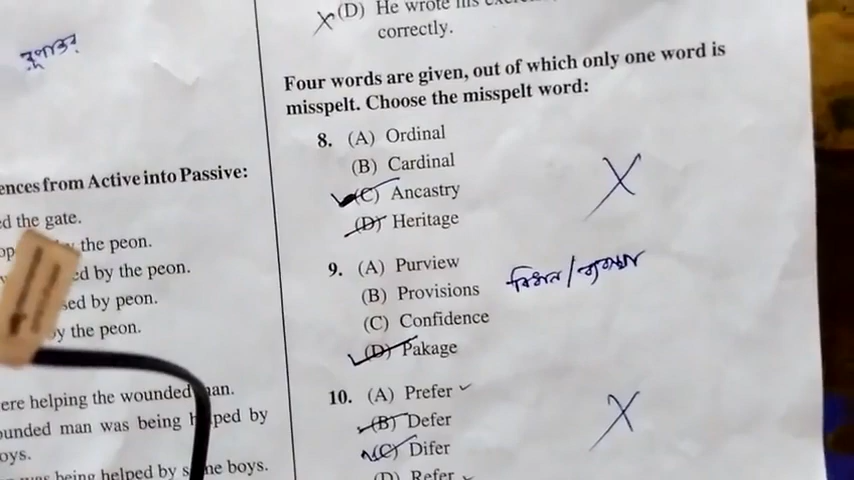 (D) He wrote his
correctly.
রূপান্তর
Four words are given, out of which only one word is
misspelt. Choose the misspelt word:
8. (A) Ordinal
(B) Cardinal
(C) Ancastry
(D) Heritage
9. (A) Purview
(B) Provisions
(C) Confidence
(D) Pakage
10. (A) Prefer
(B) Defer
(C) Difer
(D) Refer
ences from Active into Passive:
ed the gate.
the peon.
ed by the peon.
sed by peon.
y the peon.
ere helping the wounded man.
ounded man was being helped by
oys.
being helped by some boys.